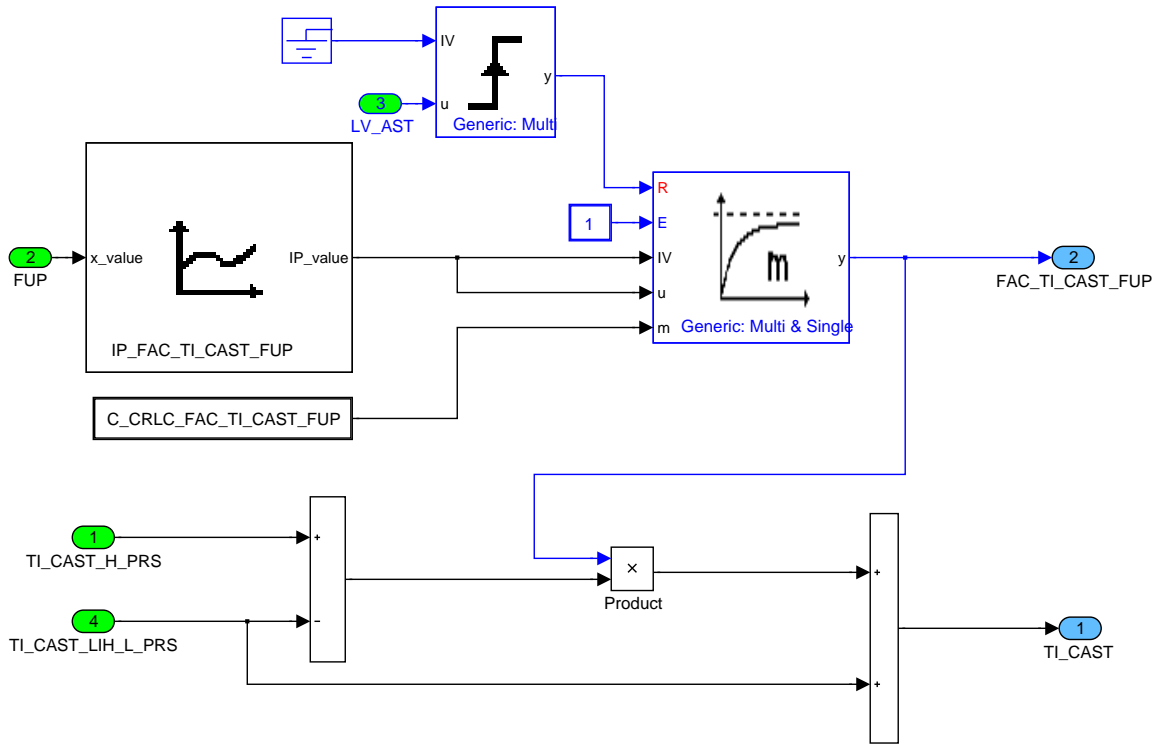 IV
y
3
u
LV_AST
Generic: Multi
R
1
E
2
x_value
IP_value
IV
y
2
FUP
FAC_TI_CAST_FUP
u
m
m
Generic: Multi & Single
IP_FAC_TI_CAST_FUP
C_CRLC_FAC_TI_CAST_FUP
1
+
TI_CAST_H_PRS
×
+
Product
4
-
1
TI_CAST_LIH_L_PRS
TI_CAST
+